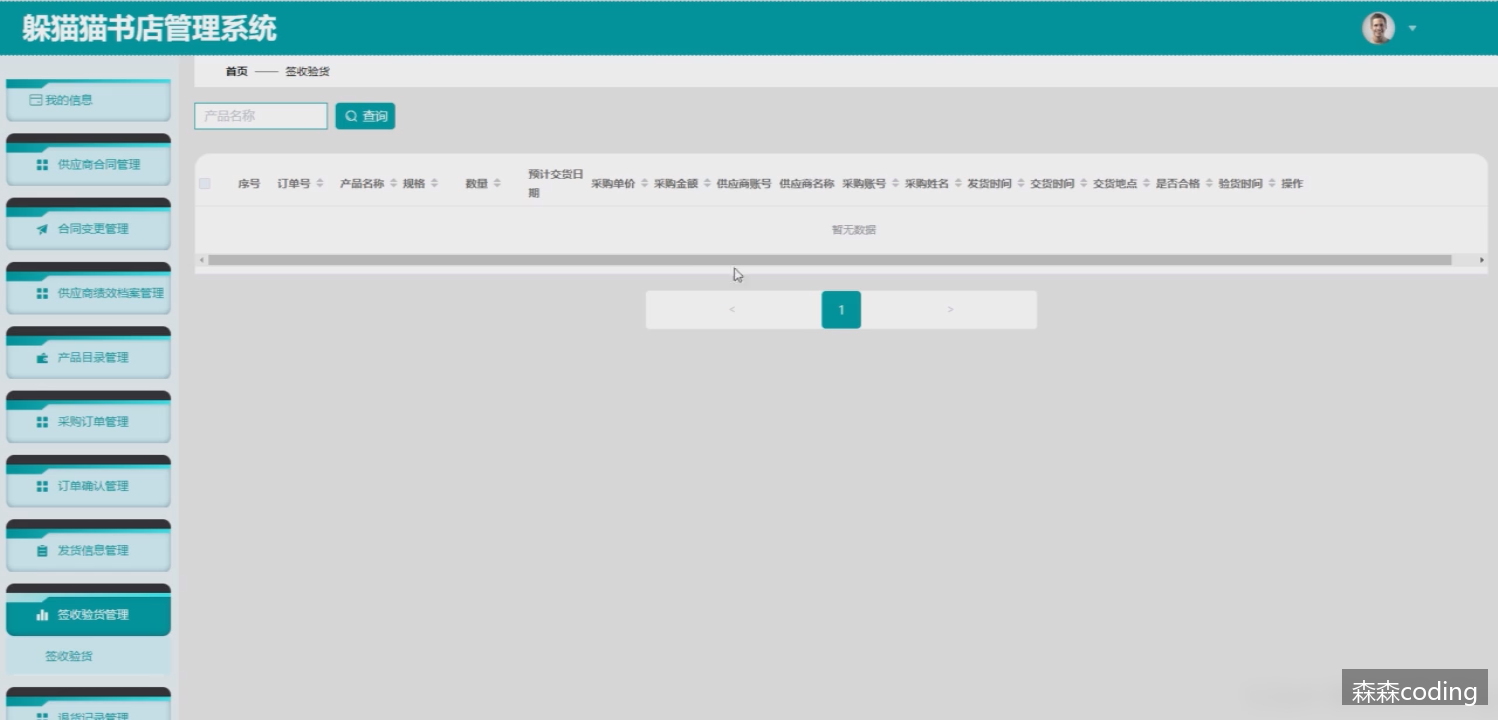 躲猫猫书店管理系统
首页 —— 签收验货
我的信息
产品名称 查询
供应商合同管理
序号 订单号 产品名称 规格 数量 预计交货日期 采购单价 采购金额 供应商账号 供应商名称 采购账号 采购姓名 发货时间 交货时间 交货地点 是否合格 验货时间 操作
合同变更管理
暂无数据
供应商绩效档案管理
< 1 >
产品目录管理
采购订单管理
订单确认管理
发货信息管理
签收验货管理
签收验货
退货记录管理
森森coding